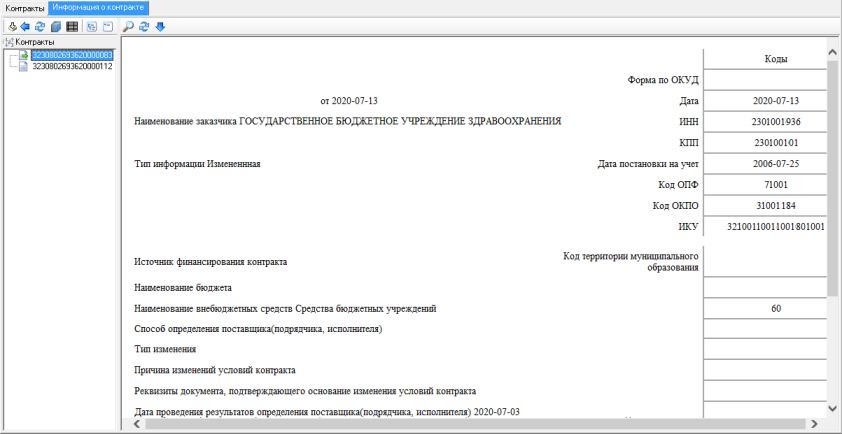 Контракты Информация о контракте
Контракты
3230802693620000083
3230802693620000112
Коды
Форма по ОКУД
от 2020-07-13 Дата 2020-07-13
Наименование заказчика ГОСУДАРСТВЕННОЕ БЮДЖЕТНОЕ УЧРЕЖДЕНИЕ ЗДРАВООХРАНЕНИЯ ИНН 2301001936
КПП 230100101
Тип информации Измененнная Дата постановки на учет 2006-07-25
Код ОПФ 71001
Код ОКПО 31001184
ИКУ 32100110011001801001
Источник финансирования контракта Код территории муниципального
образования
Наименование бюджета
Наименование внебюджетных средств Средства бюджетных учреждений 60
Способ определения поставщика(подрядчика, исполнителя)
Тип изменения
Причина изменений условий контракта
Реквизиты документа, подтверждающего основание изменения условий контракта
Дата проведения результатов определения поставщика(подрядчика, исполнителя) 2020-07-03